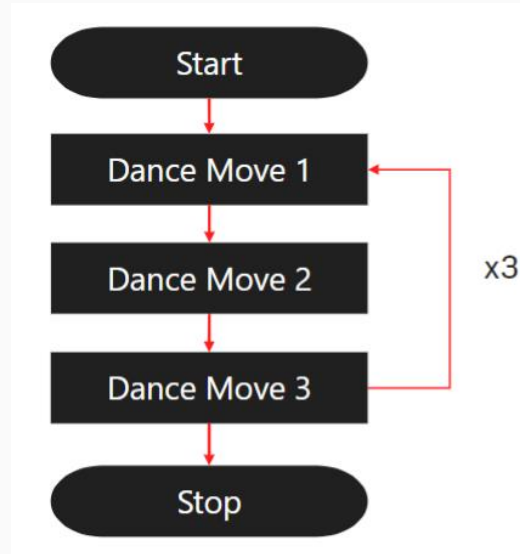 Start
Dance Move 1
x3
Dance Move 2
Dance Move 3
Stop